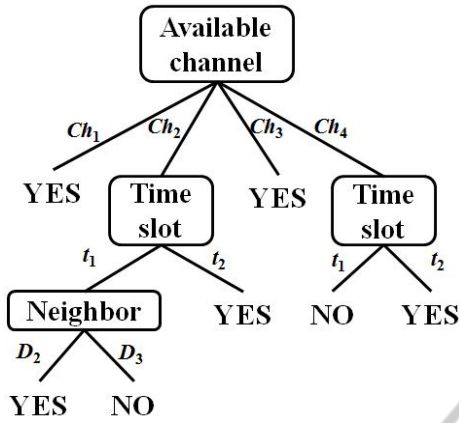 Available
channel
Ch1 Ch2 Ch3 Ch4
YES Time slot YES Time slot
t1 t2 t1 t2
Neighbor YES NO YES
D2 D3
YES NO